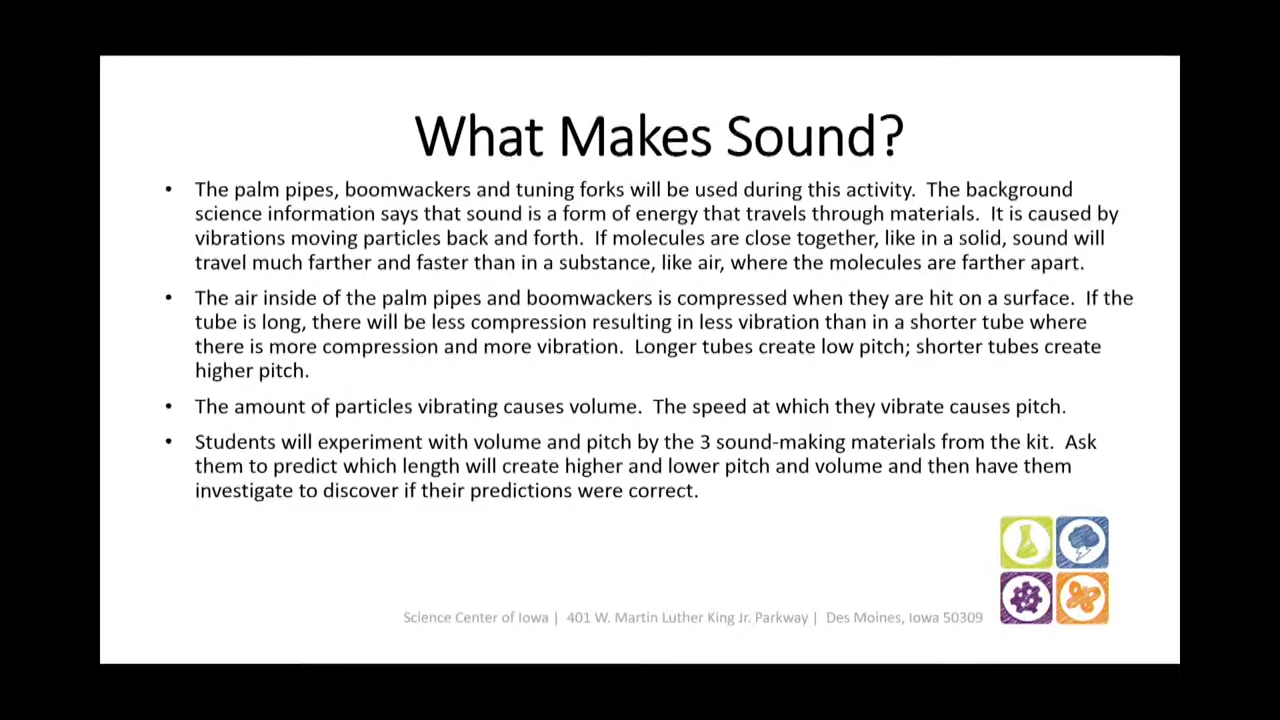 What Makes Sound?
• The palm pipes, boomwackers and tuning forks will be used during this activity.  The background
science information says that sound is a form of energy that travels through materials.  It is caused by
vibrations moving particles back and forth.  If molecules are close together, like in a solid, sound will
travel much farther and faster than in a substance, like air, where the molecules are farther apart.
• The air inside of the palm pipes and boomwackers is compressed when they are hit on a surface.  If the
tube is long, there will be less compression resulting in less vibration than in a shorter tube where
there is more compression and more vibration.  Longer tubes create low pitch; shorter tubes create
higher pitch.
• The amount of particles vibrating causes volume.  The speed at which they vibrate causes pitch.
• Students will experiment with volume and pitch by the 3 sound-making materials from the kit.  Ask
them to predict which length will create higher and lower pitch and volume and then have them
investigate to discover if their predictions were correct.
Science Center of Iowa | 401 W. Martin Luther King Jr. Parkway | Des Moines, Iowa 50309